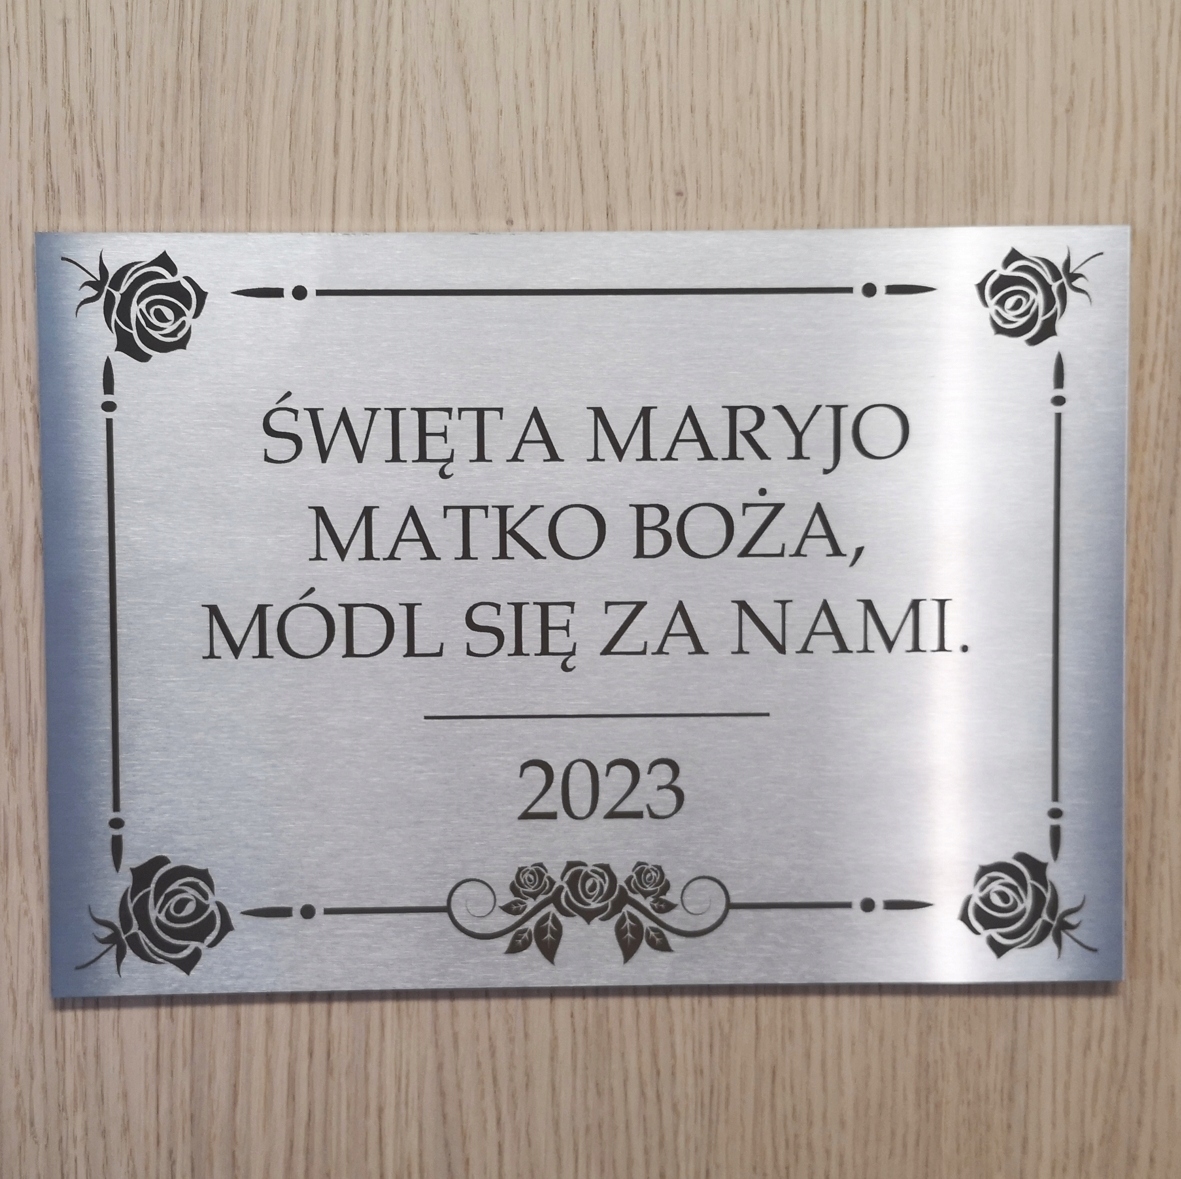 ŚWIĘTA MARYJO
MATKO BOŻA,
MÓDL SIĘ ZA NAMI.
2023